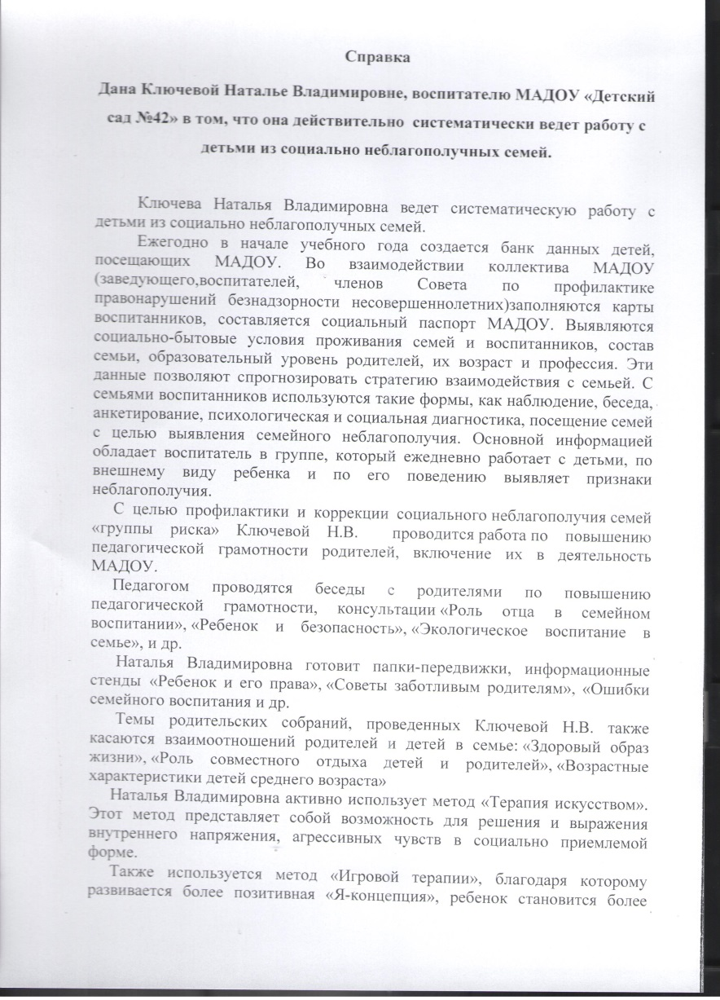 Справка
Дана Ключевой Наталье Владимировне, воспитателю МАДОУ «Детский
сад №42» в том, что она действительно систематически ведет работу с
детьми из социально неблагополучных семей.
Ключева Наталья Владимировна ведет систематическую работу с
детьми из социально неблагополучных семей.
Ежегодно в начале учебного года создается банк данных детей,
посещающих МАДОУ. Во взаимодействии коллектива МАДОУ
(заведующего,воспитателей, членов Совета по профилактике
правонарушений безнадзорности несовершеннолетних)заполняются карты
воспитанников, составляется социальный паспорт МАДОУ. Выявляются
социально-бытовые условия проживания семей и воспитанников, состав
семьи, образовательный уровень родителей, их возраст и профессия. Эти
данные позволяют спрогнозировать стратегию взаимодействия с семьей. С
семьями воспитанников используются такие формы, как наблюдение, беседа,
анкетирование, психологическая и социальная диагностика, посещение семей
с целью выявления семейного неблагополучия. Основной информацией
обладает воспитатель в группе, который ежедневно работает с детьми, по
внешнему виду ребенка и по его поведению выявляет признаки
неблагополучия.
С целью профилактики и коррекции социального неблагополучия семей
«группы риска» Ключевой Н.В. проводится работа по повышению
педагогической грамотности родителей, включение их в деятельность
МАДОУ.
Педагогом проводятся беседы с родителями по повышению
педагогической грамотности, консультации «Роль отца в семейном
воспитании», «Ребенок и безопасность», «Экологическое воспитание в
семье», и др.
Наталья Владимировна готовит папки-передвижки, информационные
стенды «Ребенок и его права», «Советы заботливым родителям», «Ошибки
семейного воспитания и др.
Темы родительских собраний, проведенных Ключевой Н.В. также
касаются взаимоотношений родителей и детей в семье: «Здоровый образ
жизни», «Роль совместного отдыха детей и родителей», «Возрастные
характеристики детей среднего возраста»
Наталья Владимировна активно использует метод «Терапия искусством».
Этот метод представляет собой возможность для решения и выражения
внутреннего напряжения, агрессивных чувств в социально приемлемой
форме.
Также используется метод «Игровой терапии», благодаря которому
развивается более позитивная «Я-концепция», ребенок становится более